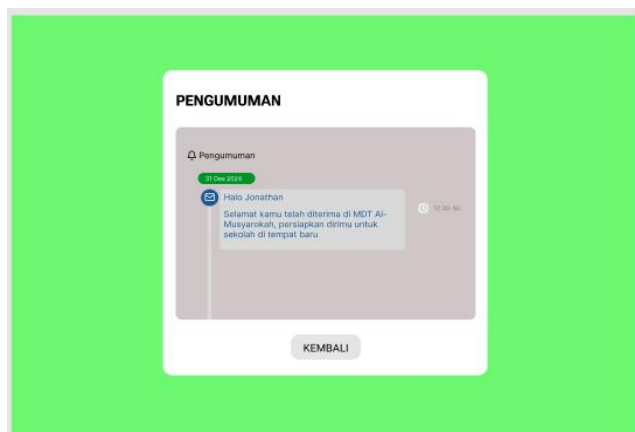 PENGUMUMAN
Pengumuman
31 Dec 2024
Halo Jonathan
Selamat kamu telah diterima di MDT Al-
Musyarokah, persiapkan dirimu untuk
sekolah di tempat baru
KEMBALI